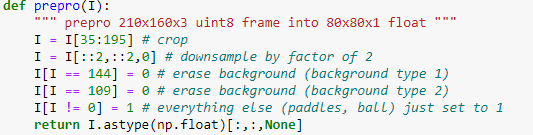 def prepro(I):
""" prepro 210x160x3 uint8 frame into 80x80x1 float """
I = I[35:195] # crop
I = I[::2,::2,0] # downsample by factor of 2
I[I == 144] = 0 # erase background (background type 1)
I[I == 109] = 0 # erase background (background type 2)
I[I != 0] = 1 # everything else (paddles, ball) just set to 1
return I.astype(np.float)[:,:,None]